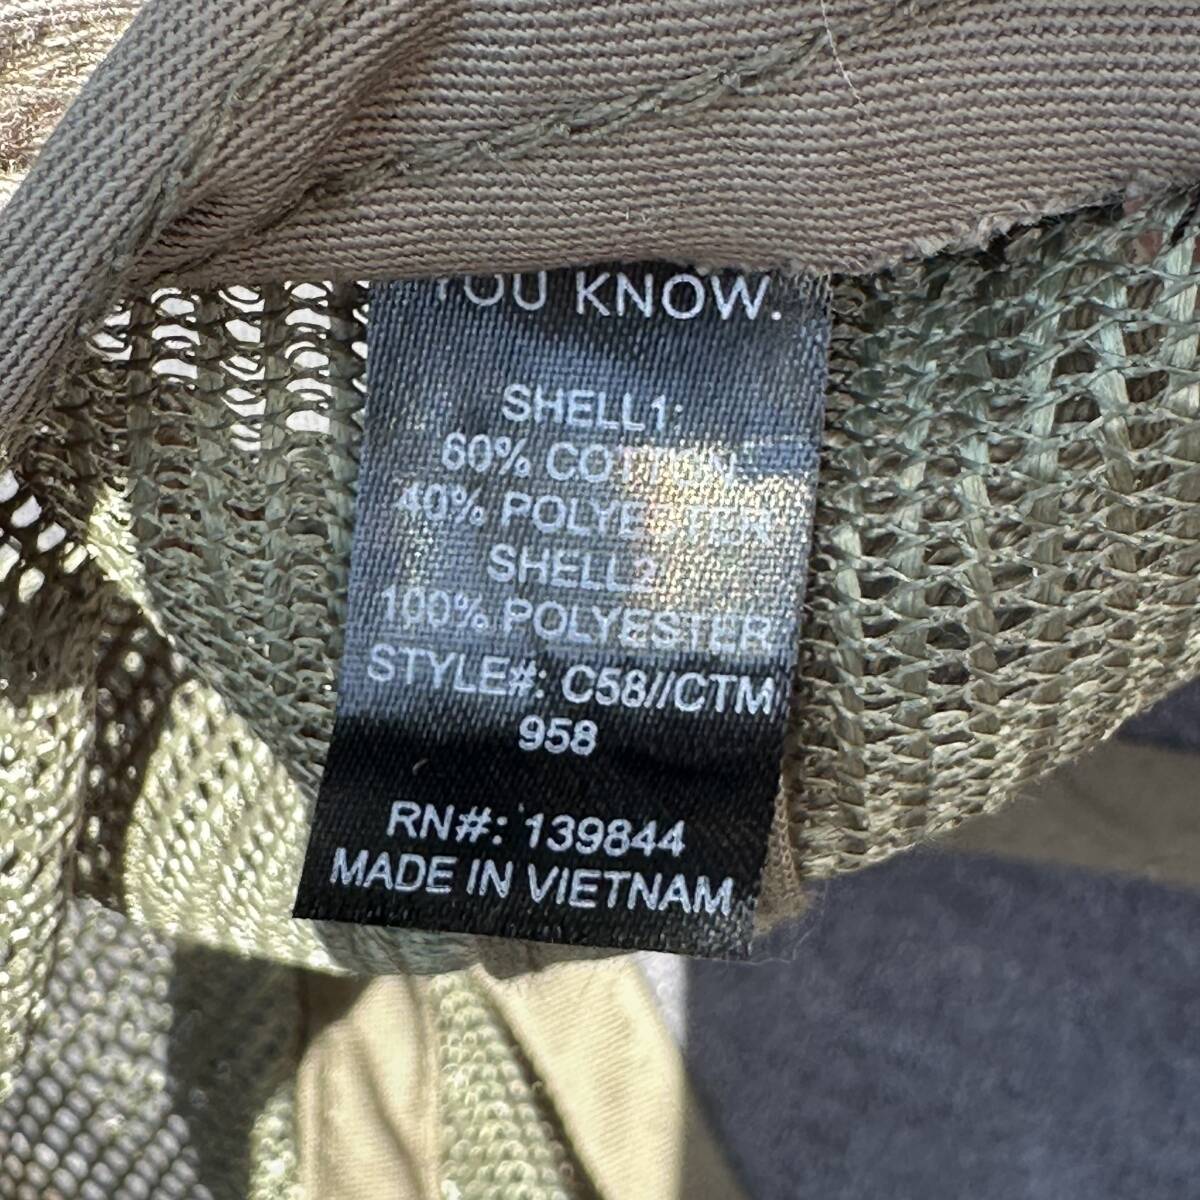 YOU KNOW.
SHELL1:
60% COTTON
40% POLYESTER
SHELL2:
100% POLYESTER
STYLE#: C58//CTM
958
RN#: 139844
MADE IN VIETNAM